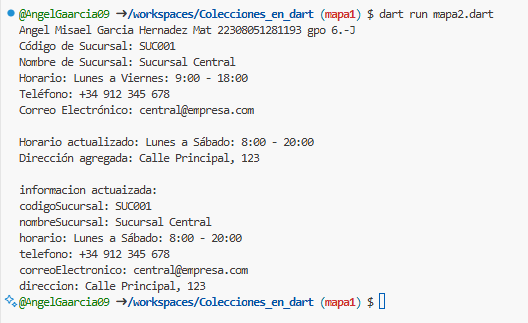 @AngelGaarcia09 →/workspaces/Colecciones_en_dart (mapa1) $ dart run mapa2.dart
Angel Misael Garcia Hernadez Mat 22308051281193 gpo 6.-J
Código de Sucursal: SUC001
Nombre de Sucursal: Sucursal Central
Horario: Lunes a Viernes: 9:00 - 18:00
Teléfono: +34 912 345 678
Correo Electrónico: central@empresa.com

Horario actualizado: Lunes a Sábado: 8:00 - 20:00
Dirección agregada: Calle Principal, 123

informacion actuaizada:
codigoSucursal: SUC001
nombreSucursal: Sucursal Central
horario: Lunes a Sábado: 8:00 - 20:00
telefono: +34 912 345 678
correoElectronico: central@empresa.com
direccion: Calle Principal, 123
@AngelGaarcia09 →/workspaces/Colecciones_en_dart (mapa1) $